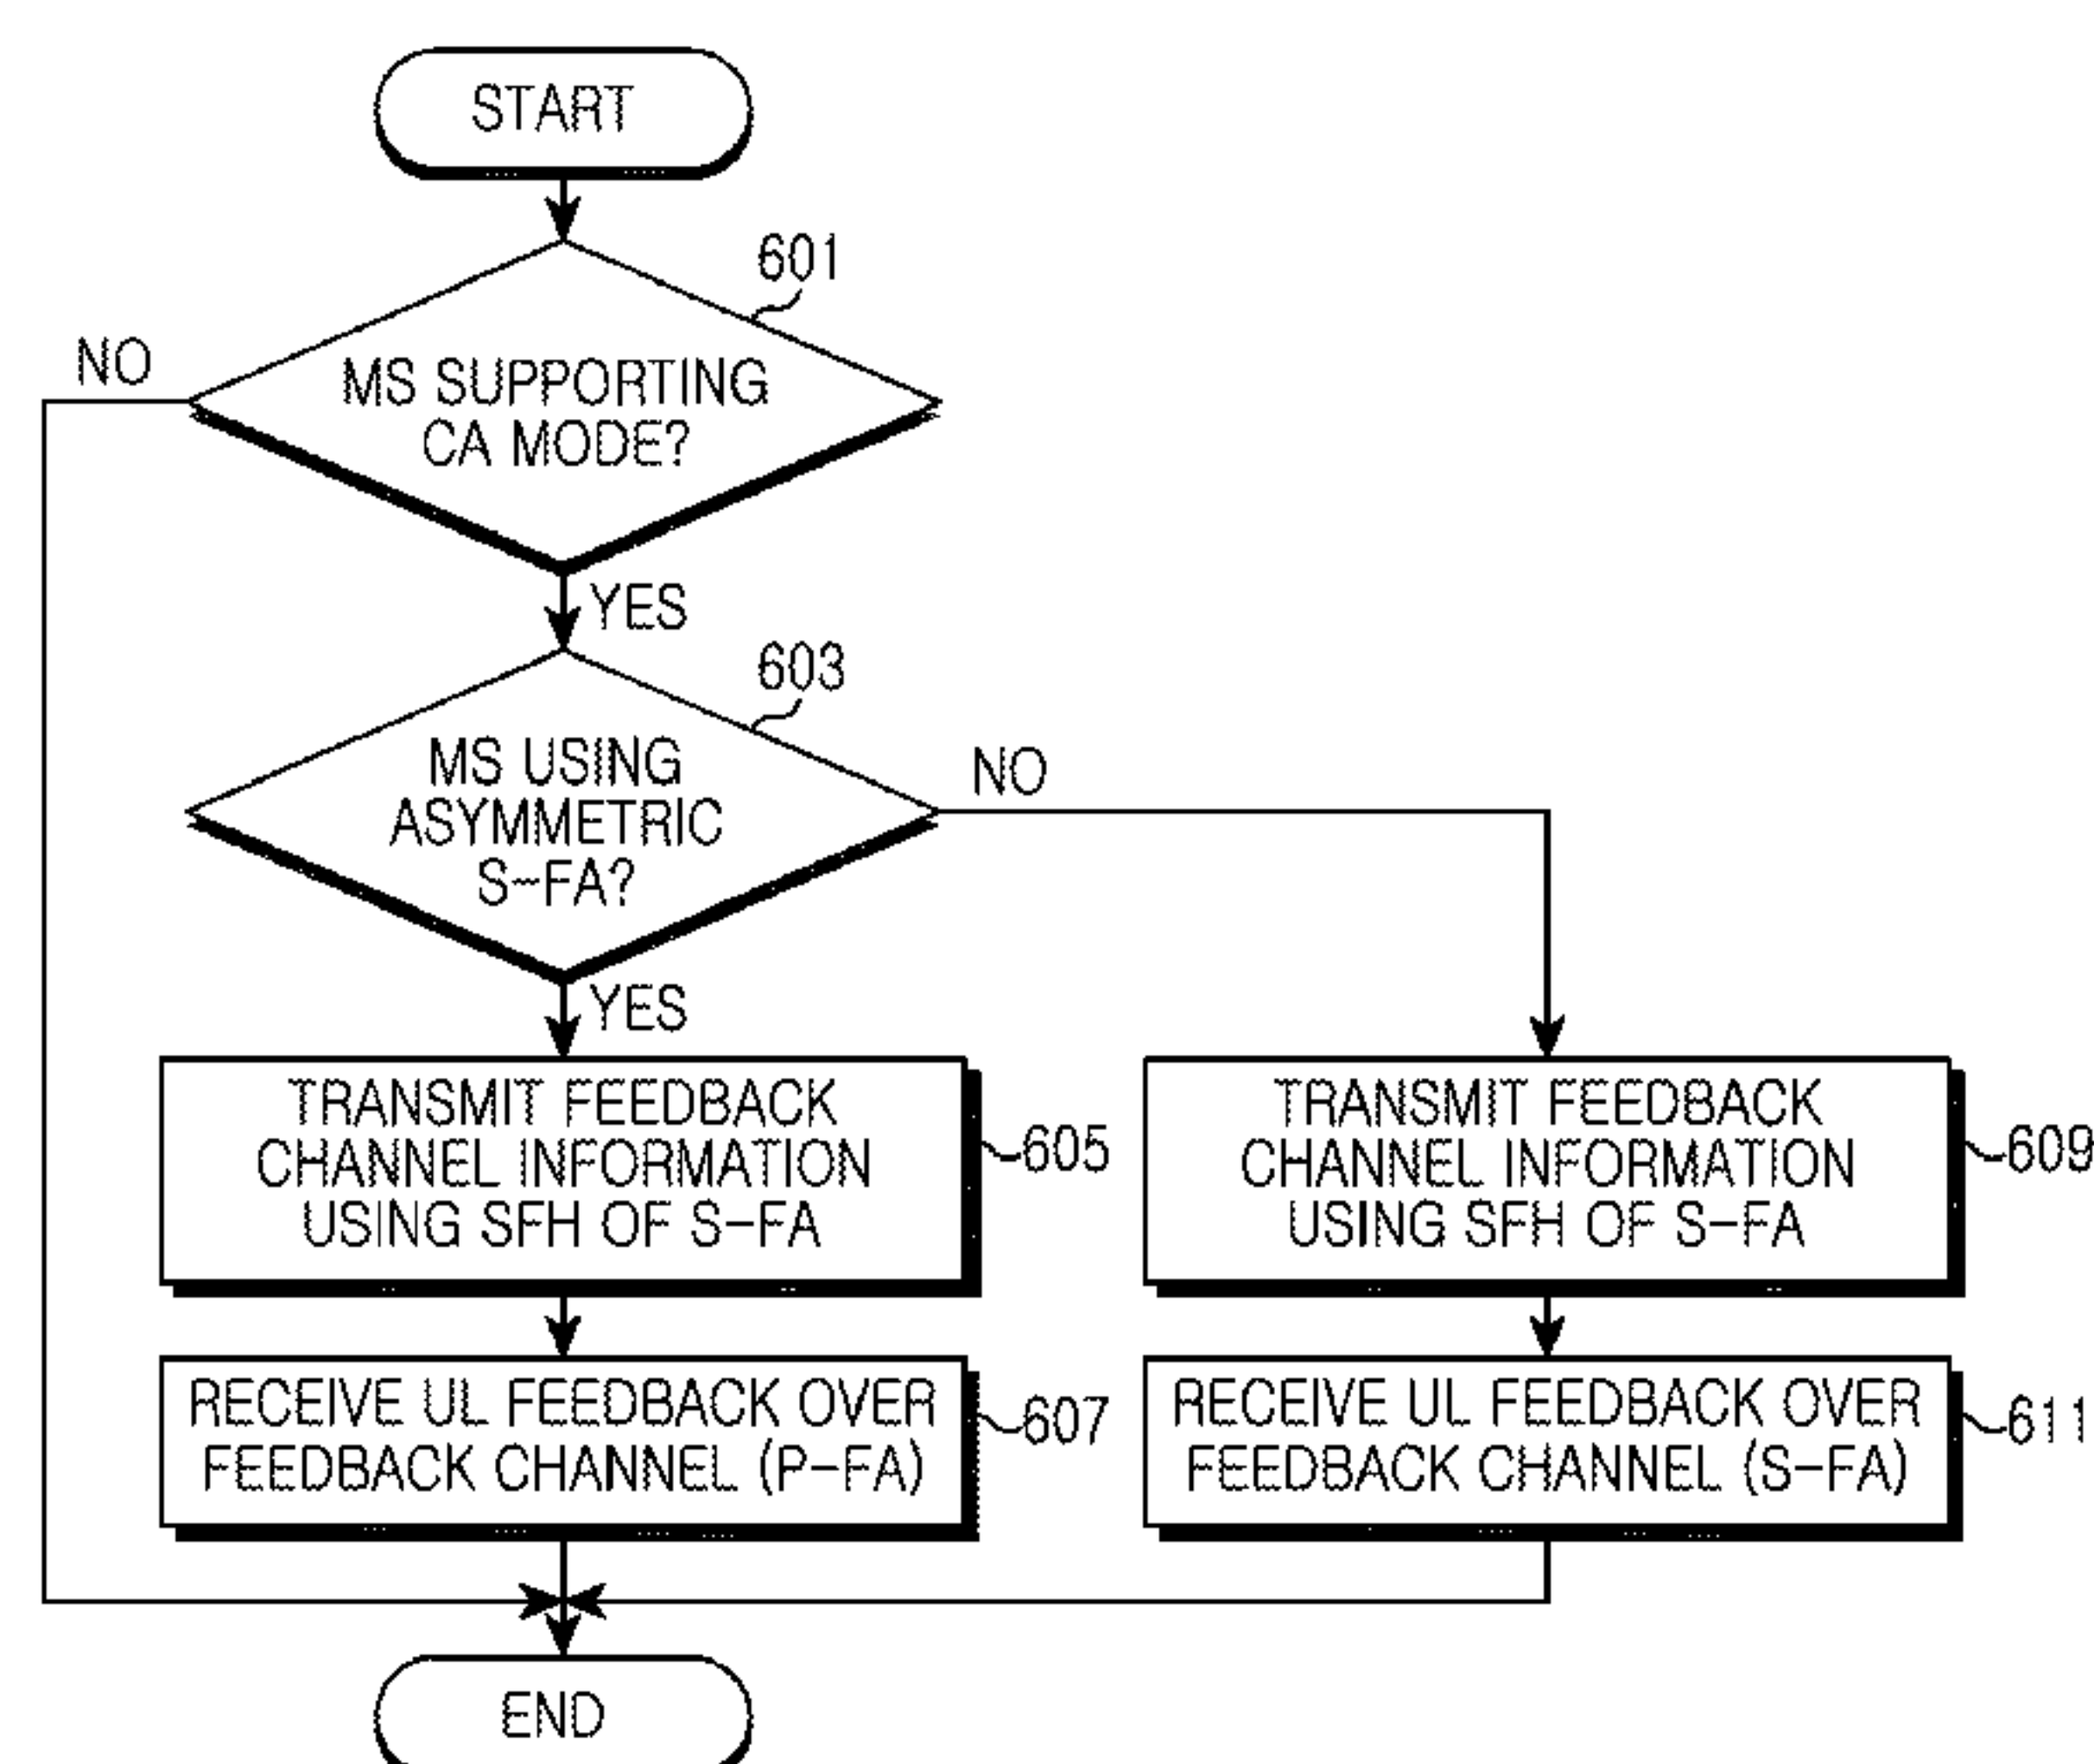 START
601
NO
MS SUPPORTING
CA MODE?
YES
603
MS USING
ASYMMETRIC
S-FA?
NO
YES
TRANSMIT FEEDBACK
CHANNEL INFORMATION
USING SFH OF S-FA
605
TRANSMIT FEEDBACK
CHANNEL INFORMATION
USING SFH OF S-FA
609
RECEIVE UL FEEDBACK OVER
FEEDBACK CHANNEL (P-FA)
607
RECEIVE UL FEEDBACK OVER
FEEDBACK CHANNEL (S-FA)
611
END